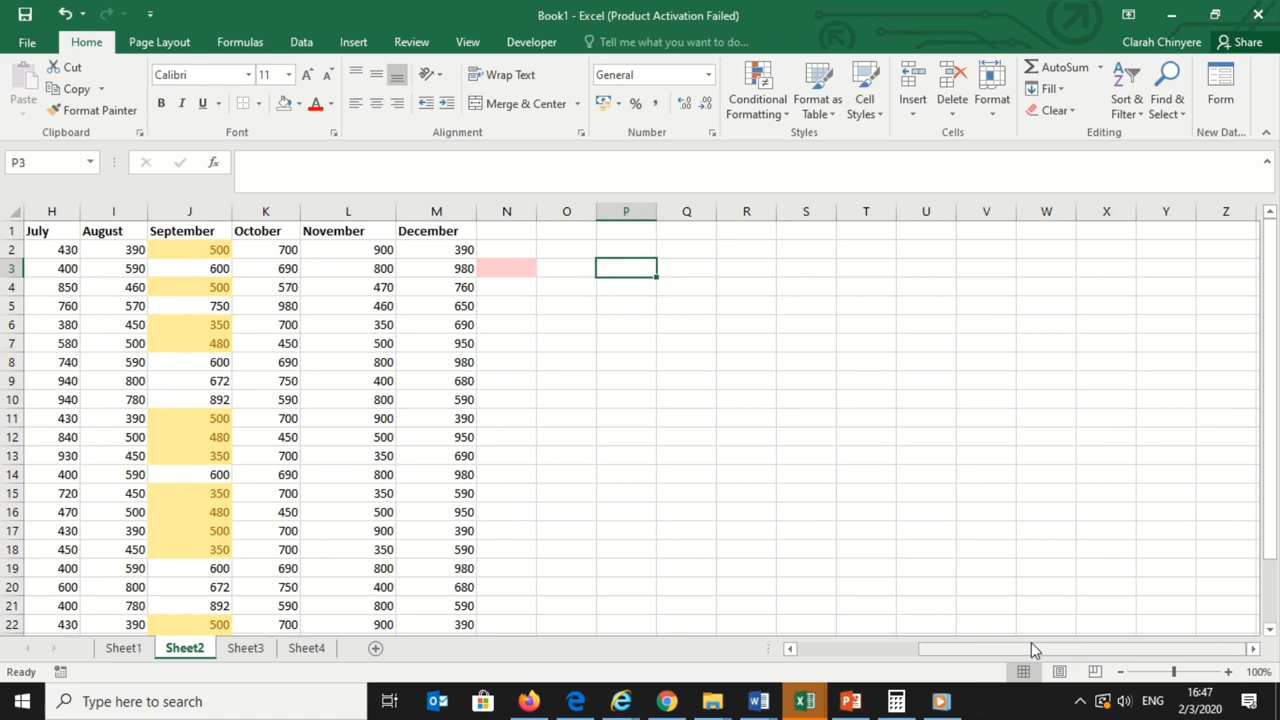 Book1 - Excel (Product Activation Failed)
File Home Page Layout Formulas Data Insert Review View Developer Tell me what you want to do... Clarah Chinyere Share
Paste Cut Copy Format Painter Clipboard
Calibri 11 B I U A Font
Wrap Text Merge & Center Alignment
General % , Number
Conditional Formatting Format as Table Cell Styles Styles
Insert Delete Format Cells
AutoSum Fill Clear Sort & Filter Find & Select Editing
Form New Dat...
P3 fx
H I J K L M N O P Q R S T U V W X Y Z
1 July August September October November December
2 430 390 500 700 900 390
3 400 590 600 690 800 980
4 850 460 500 570 470 760
5 760 570 750 980 460 650
6 380 450 350 700 350 690
7 580 500 480 450 500 950
8 740 590 600 690 800 980
9 940 800 672 750 400 680
10 940 780 892 590 800 590
11 430 390 500 700 900 390
12 840 500 480 450 500 950
13 930 450 350 700 350 690
14 400 590 600 690 800 980
15 720 450 350 700 350 590
16 470 500 480 450 500 950
17 430 390 500 700 900 390
18 450 450 350 700 350 590
19 400 590 600 690 800 980
20 600 800 672 750 400 680
21 400 780 892 590 800 590
22 430 390 500 700 900 390
Sheet1 Sheet2 Sheet3 Sheet4
Ready 100%
Type here to search ENG 16:47
2/3/2020